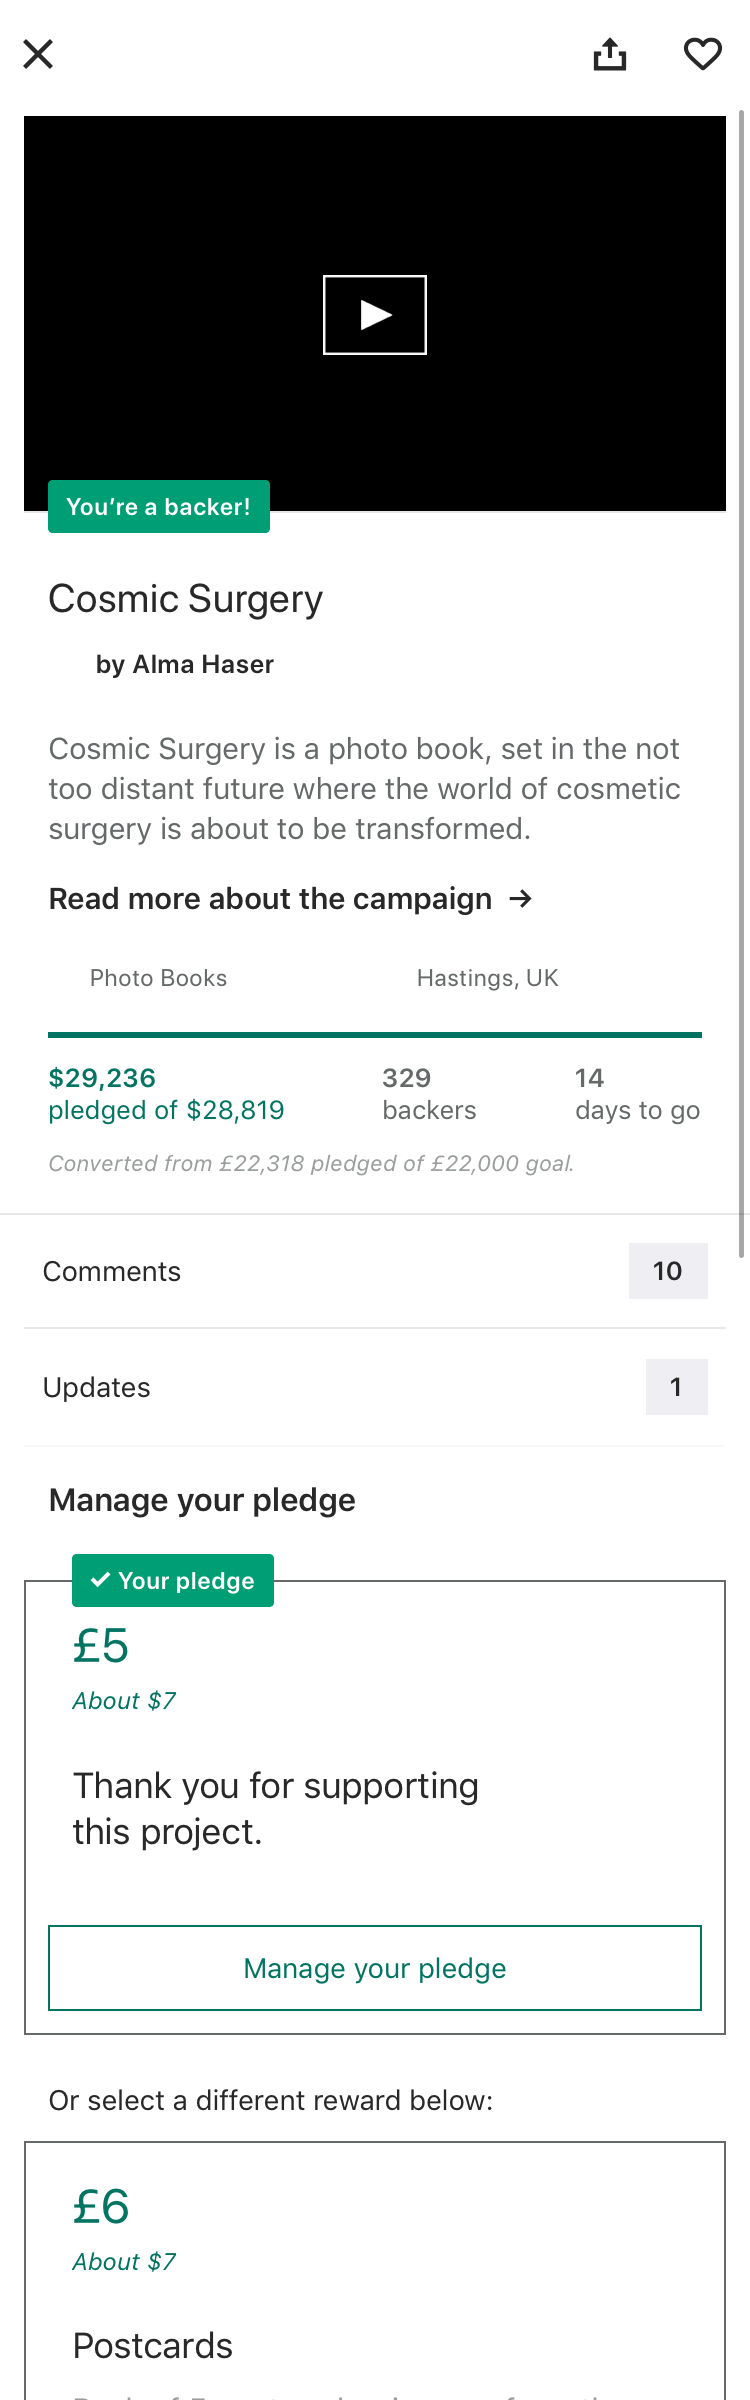 You’re a backer!
Cosmic Surgery
by Alma Haser
Cosmic Surgery is a photo book, set in the not
too distant future where the world of cosmetic
surgery is about to be transformed.
Read more about the campaign →
Photo Books
Hastings, UK
$29,236
pledged of $28,819
329
backers
14
days to go
Converted from £22,318 pledged of £22,000 goal.
Comments
10
Updates
1
Manage your pledge
Your pledge
£5
About $7
Thank you for supporting
this project.
Manage your pledge
Or select a different reward below:
£6
About $7
Postcards